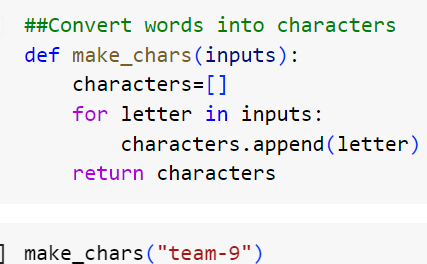 ##Convert words into characters
def make_chars(inputs):
    characters=[]
    for letter in inputs:
        characters.append(letter)
    return characters
] make_chars("team-9")